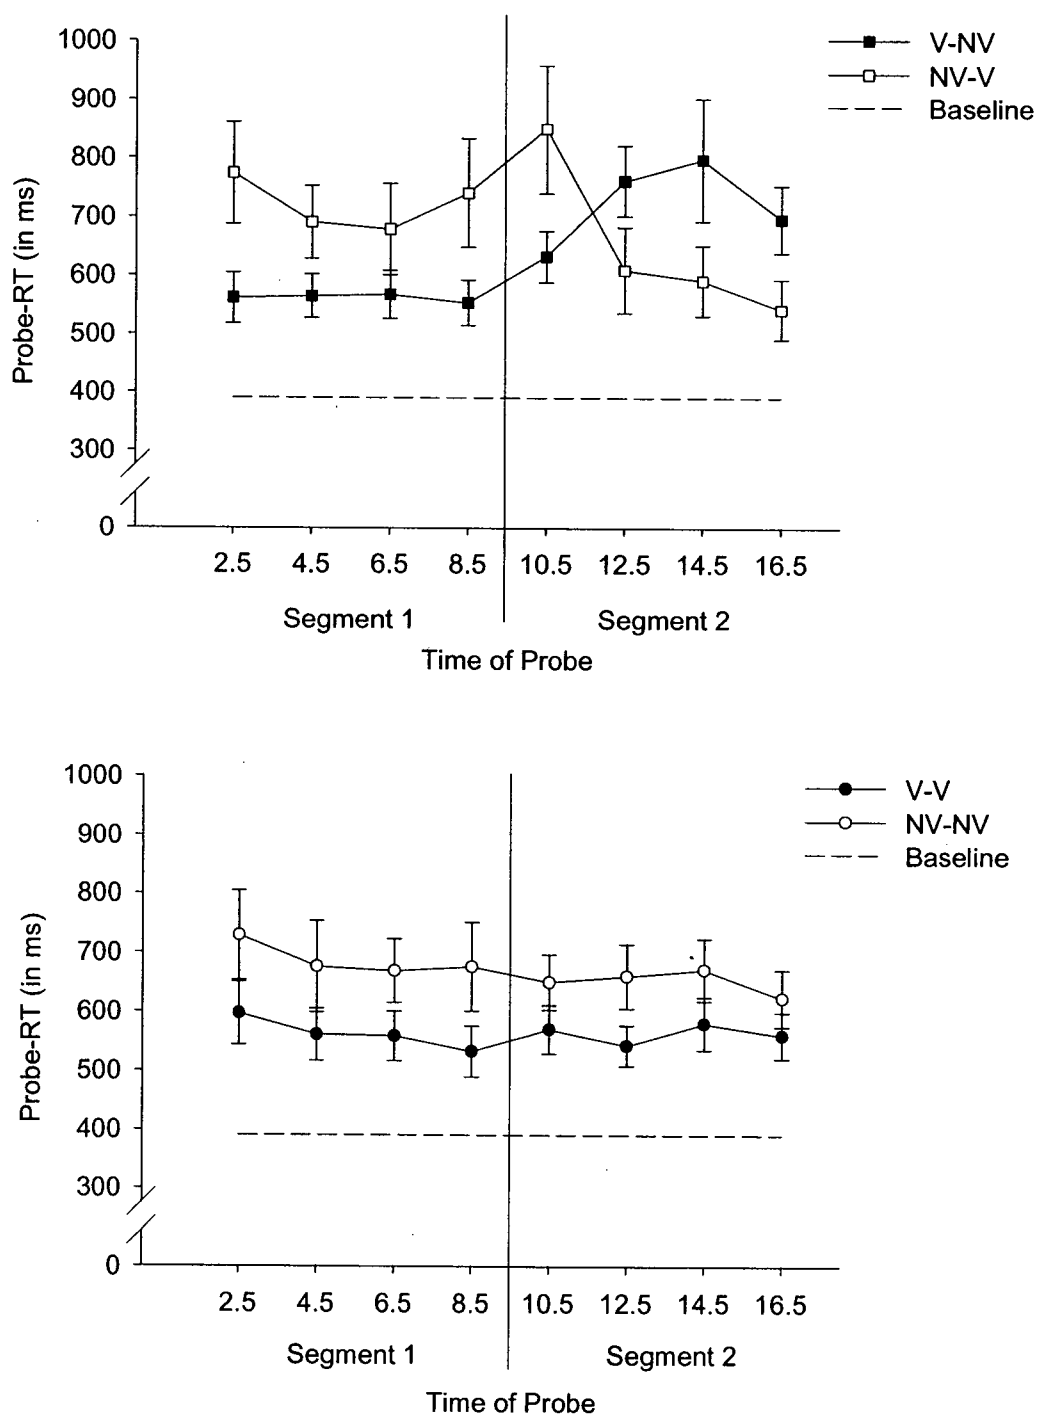 1000
900
800
700
600
500
400
300
0
Probe-RT (in ms)
V-NV
NV-V
Baseline
2.5 4.5 6.5 8.5 10.5 12.5 14.5 16.5
Segment 1 Segment 2
Time of Probe
1000
900
800
700
600
500
400
300
0
Probe-RT (in ms)
V-V
NV-NV
Baseline
2.5 4.5 6.5 8.5 10.5 12.5 14.5 16.5
Segment 1 Segment 2
Time of Probe